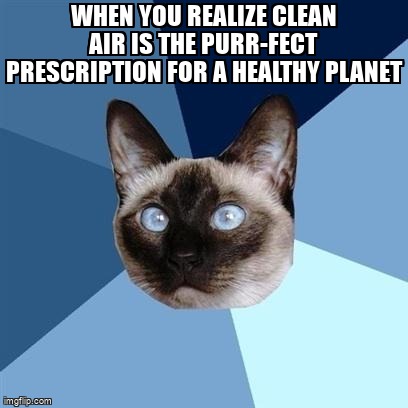 WHEN YOU REALIZE CLEAN
AIR IS THE PURR-FECT
PRESCRIPTION FOR A HEALTHY PLANET
imgflip.com